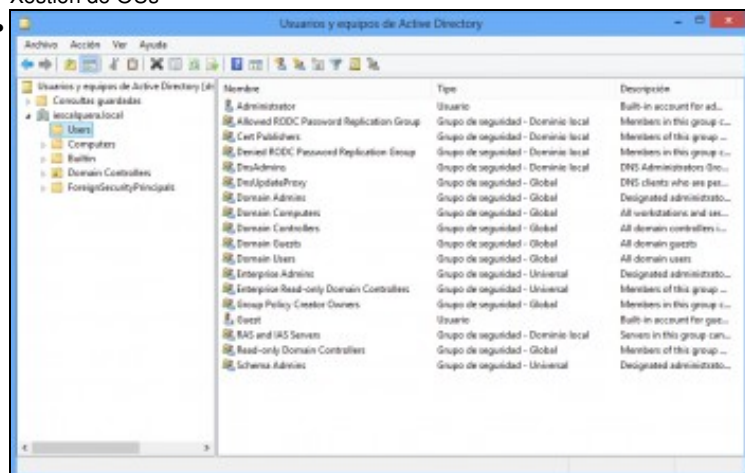 Xestión de OUs
Usuarios y equipos de Active Directory
Archivo Acción Ver Ayuda
Usuarios y equipos de Active Directory [di
Consultas guardadas
iescalquera.local
Users
Computers
Builtin
Domain Controllers
ForeignSecurityPrincipals
Nombre Tipo Descripción
Administrator Usuario Built-in account for ad...
Allowed RODC Password Replication Group Grupo de seguridad - Dominio local Members in this group c...
Cert Publishers Grupo de seguridad - Dominio local Members of this group ...
Denied RODC Password Replication Group Grupo de seguridad - Dominio local Members in this group c...
DnsAdmins Grupo de seguridad - Dominio local DNS Administrators Gro...
DnsUpdateProxy Grupo de seguridad - Global DNS clients who are per...
Domain Admins Grupo de seguridad - Global Designated administrato...
Domain Computers Grupo de seguridad - Global All workstations and ser...
Domain Controllers Grupo de seguridad - Global All domain controllers i...
Domain Guests Grupo de seguridad - Global All domain guests
Domain Users Grupo de seguridad - Global All domain users
Enterprise Admins Grupo de seguridad - Universal Designated administrato...
Enterprise Read-only Domain Controllers Grupo de seguridad - Universal Members of this group ...
Group Policy Creator Owners Grupo de seguridad - Global Members in this group c...
Guest Usuario Built-in account for gue...
RAS and IAS Servers Grupo de seguridad - Dominio local Servers in this group can...
Read-only Domain Controllers Grupo de seguridad - Global Members of this group ...
Schema Admins Grupo de seguridad - Universal Designated administrato...